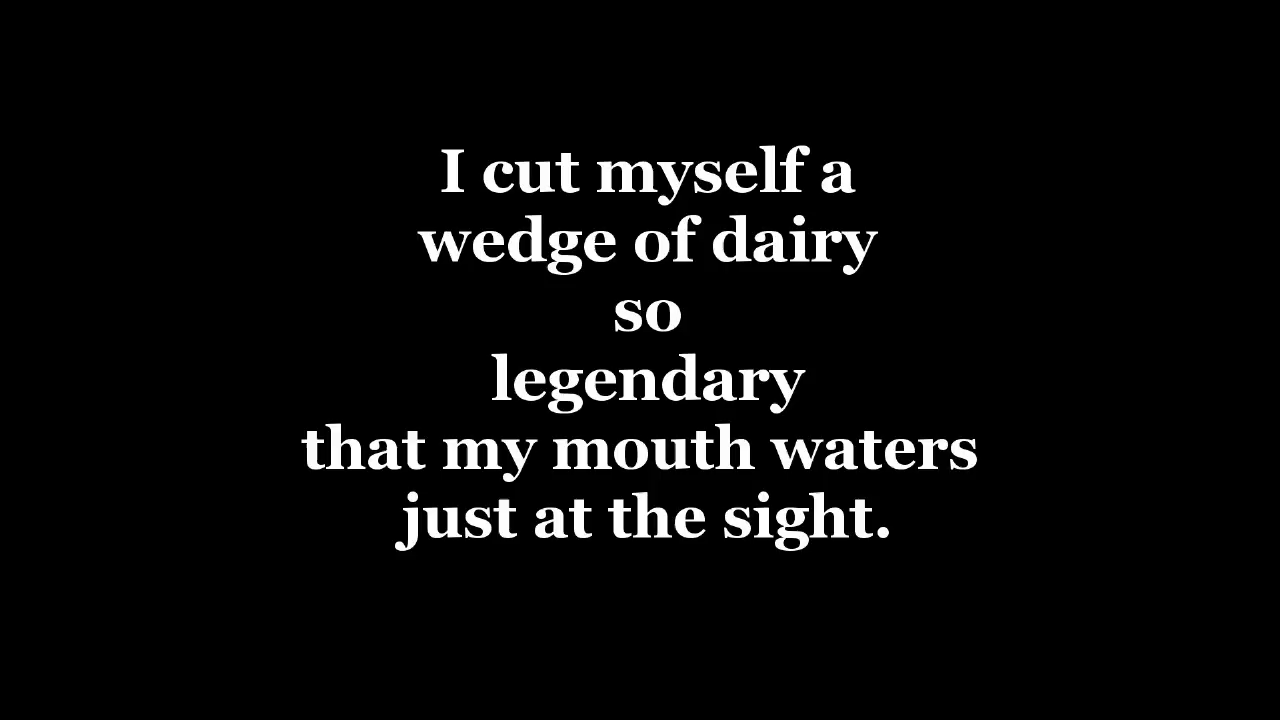 I cut myself a
wedge of dairy
so
legendary
that my mouth waters
just at the sight.